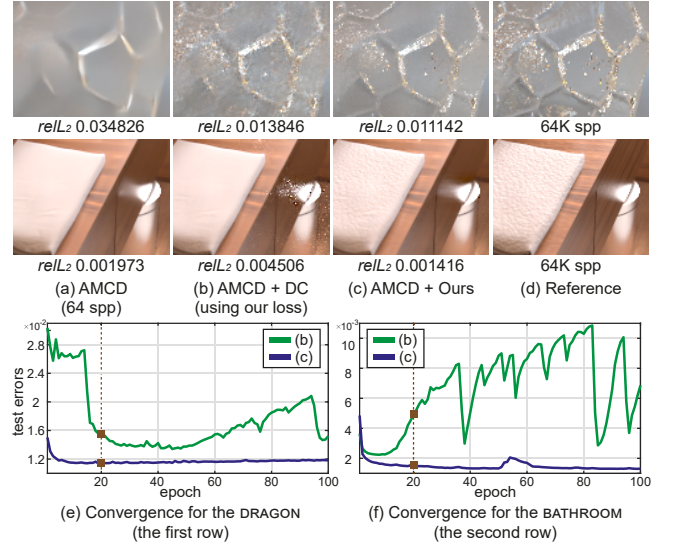 relL2 0.034826 relL2 0.013846 relL2 0.011142 64K spp
relL2 0.001973 relL2 0.004506 relL2 0.001416 64K spp
(a) AMCD (b) AMCD + DC (c) AMCD + Ours (d) Reference
(64 spp) (using our loss)
×10⁻²
2.8
2.4
2
1.6
1.2
test errors
(b)
(c)
0 20 40 60 80 100
epoch
(e) Convergence for the DRAGON
(the first row)
×10⁻³
10
8
6
4
2
(b)
(c)
20 40 60 80 100
epoch
(f) Convergence for the BATHROOM
(the second row)